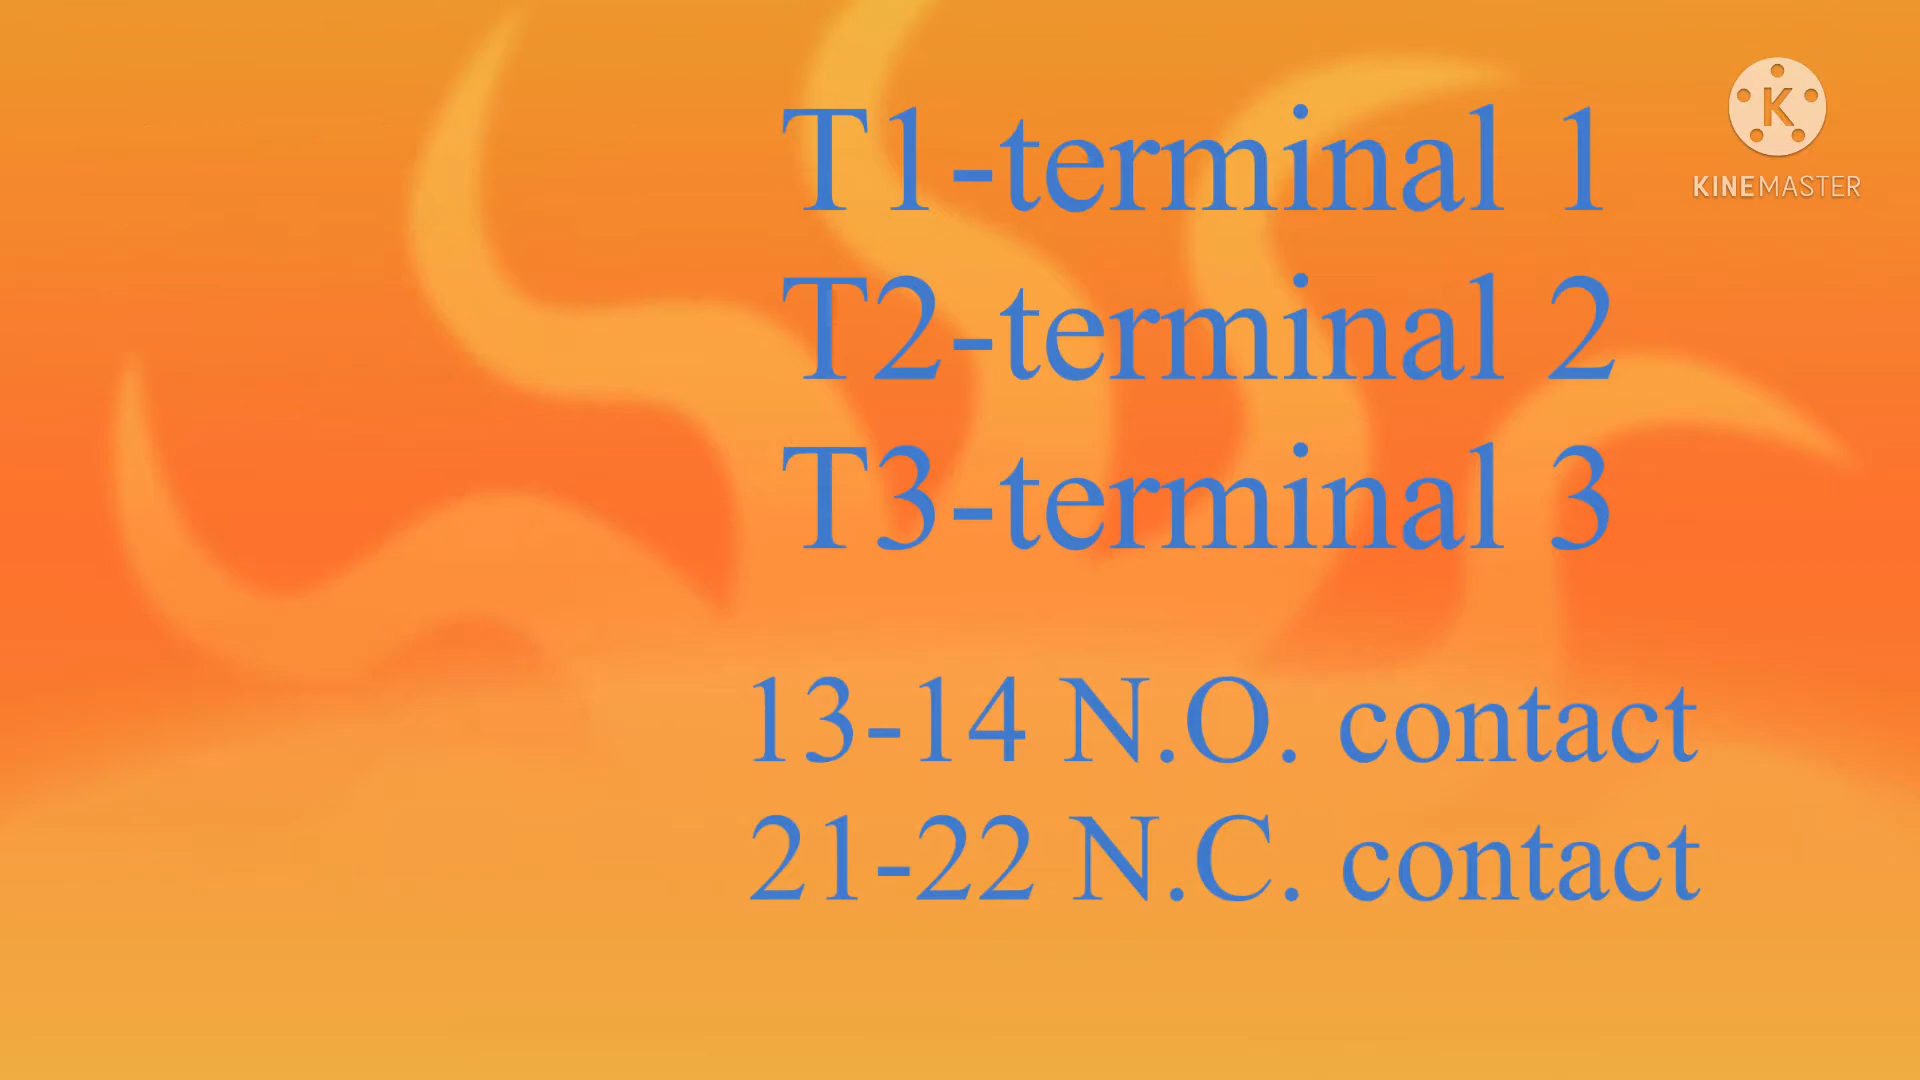 T1-terminal 1
T2-terminal 2
T3-terminal 3
13-14 N.O. contact
21-22 N.C. contact
K
KINEMASTER